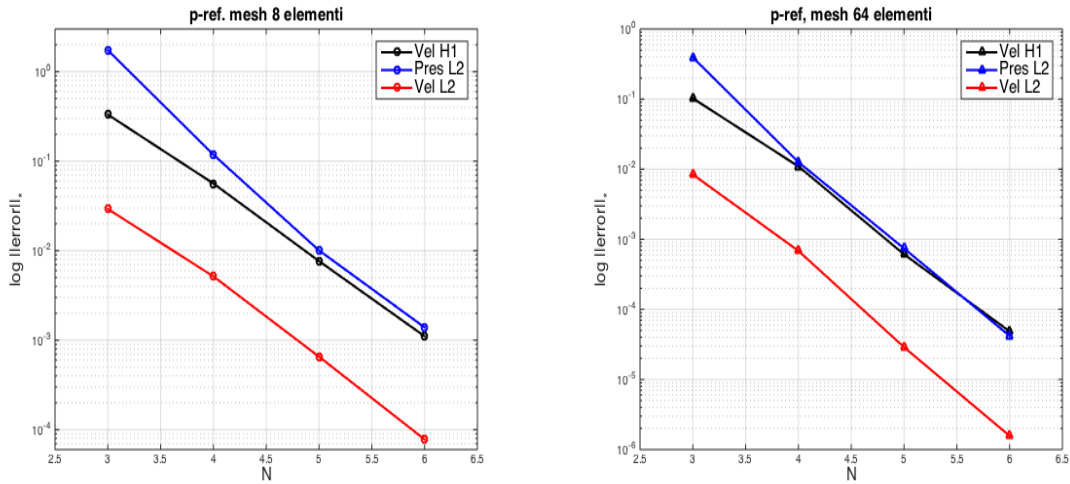 p-ref. mesh 8 elementi
Vel H1
Pres L2
Vel L2
10^0
10^-1
10^-2
10^-3
10^-4
log ||error||*
2.5 3 3.5 4 4.5 5 5.5 6 6.5
N
p-ref, mesh 64 elementi
Vel H1
Pres L2
Vel L2
10^0
10^-1
10^-2
10^-3
10^-4
10^-5
10^-6
log ||error||*
2.5 3 3.5 4 4.5 5 5.5 6 6.5
N